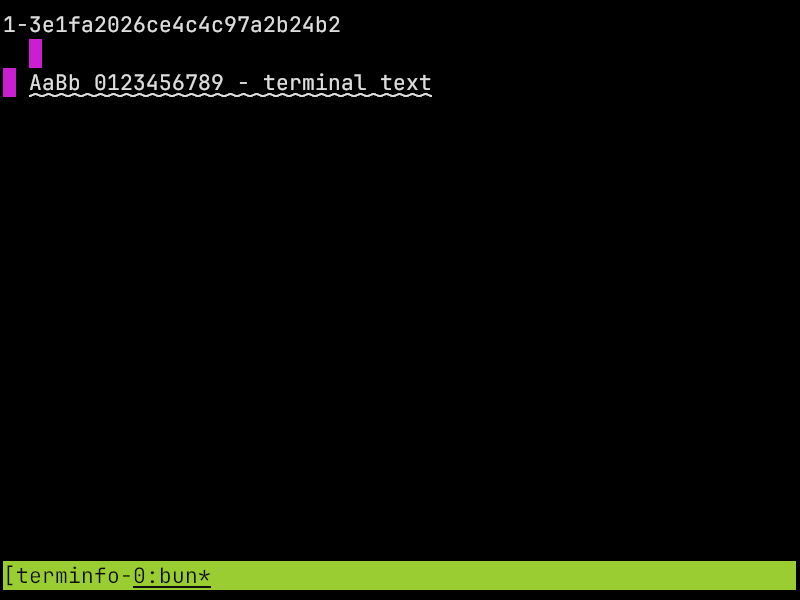 1-3e1fa2026ce4c4c97a2b24b2
AaBb 0123456789 - terminal text
[terminfo-0:bun*